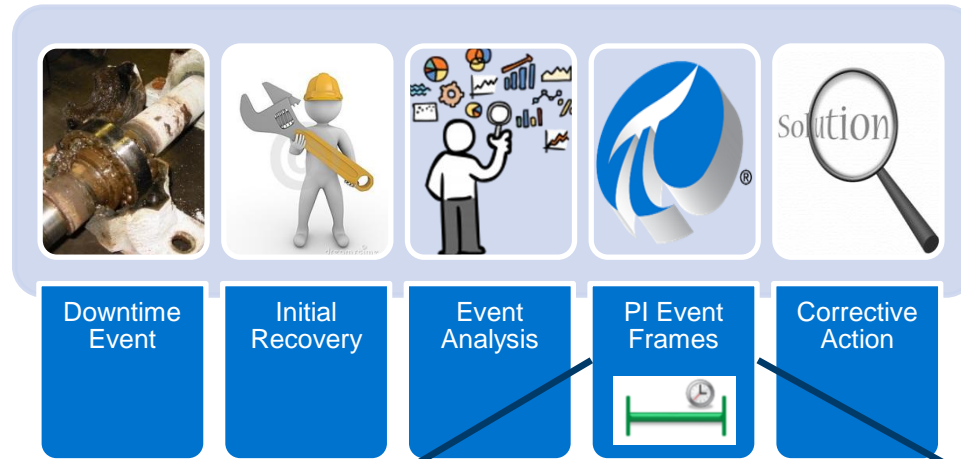 Solution
®
Downtime
Event
Initial
Recovery
Event
Analysis
PI Event
Frames
Corrective
Action